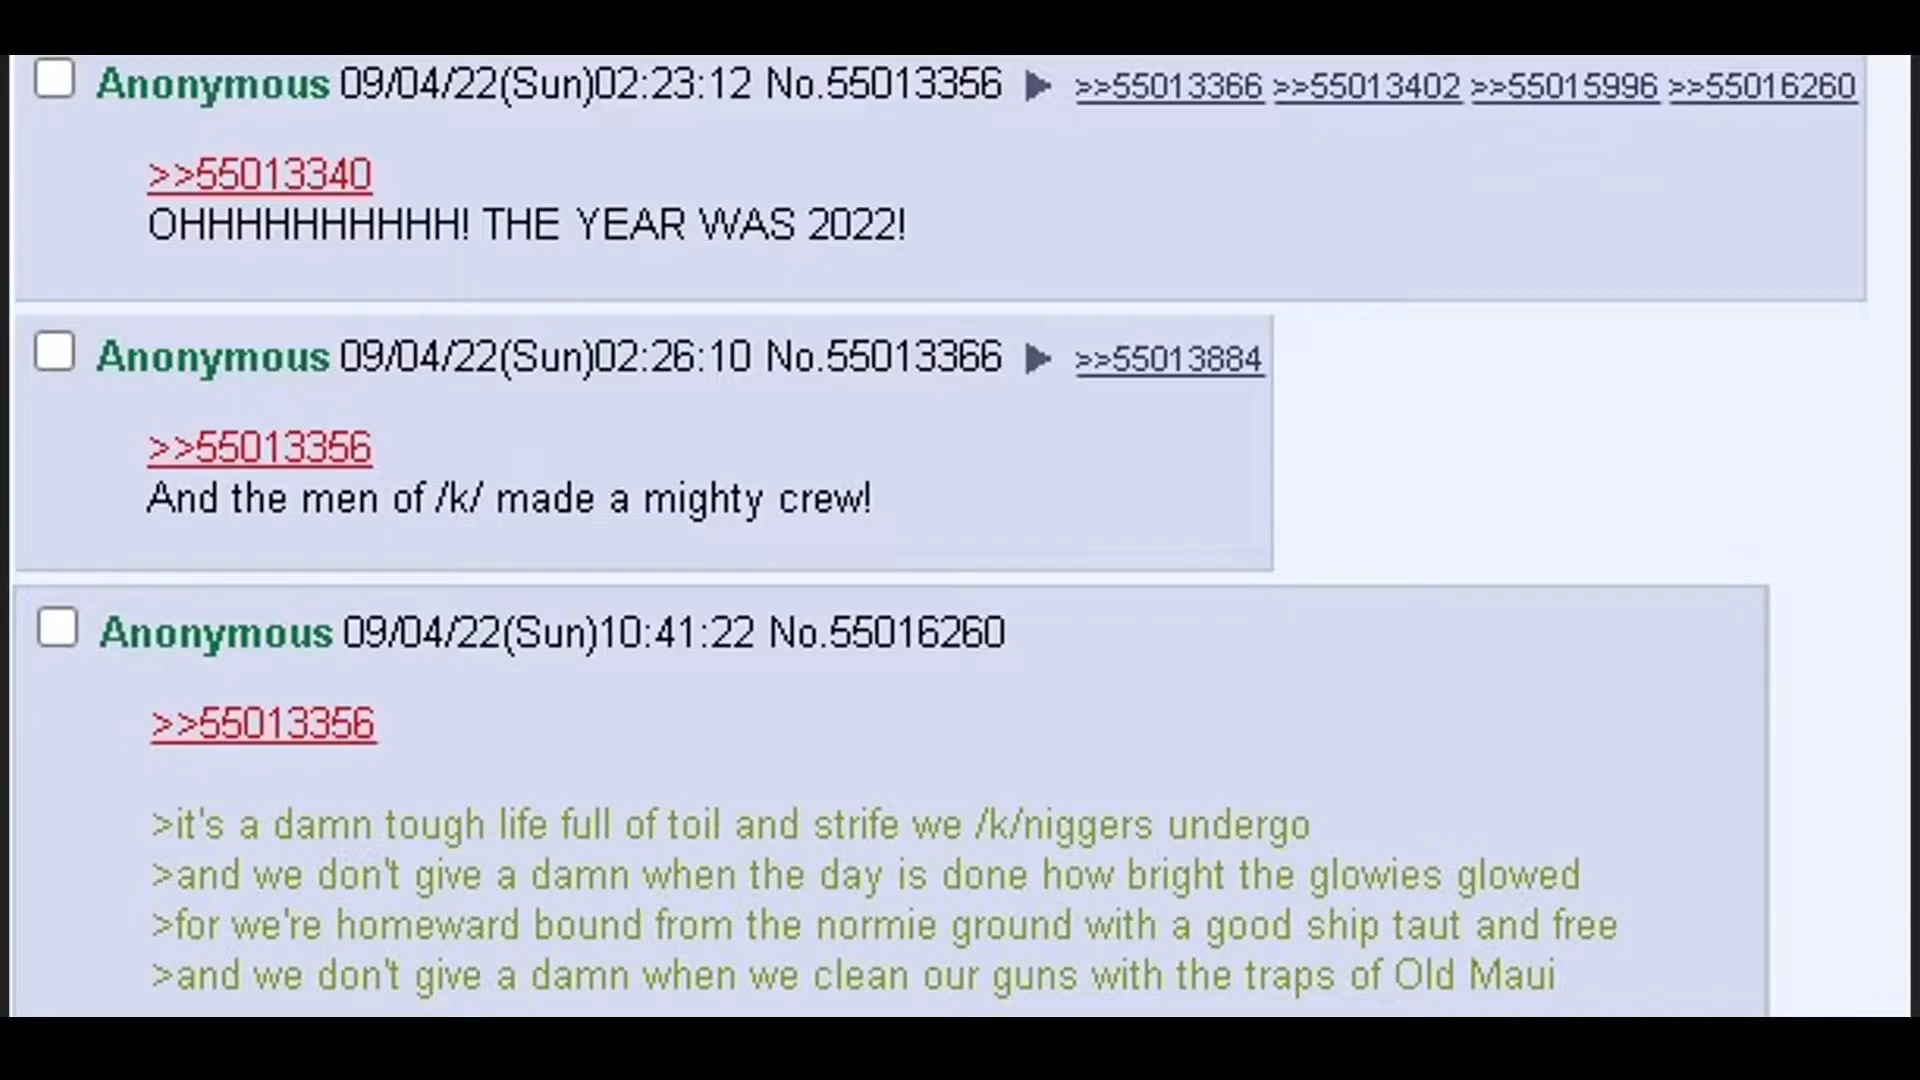 Anonymous 09/04/22(Sun)02:23:12 No.55013356 ▶ >>55013366 >>55013402 >>55015996 >>55016260
>>55013340
OHHHHHHHHHH! THE YEAR WAS 2022!
Anonymous 09/04/22(Sun)02:26:10 No.55013366 ▶ >>55013884
>>55013356
And the men of /k/ made a mighty crew!
Anonymous 09/04/22(Sun)10:41:22 No.55016260
>>55013356
>it's a damn tough life full of toil and strife we /k/niggers undergo
>and we don't give a damn when the day is done how bright the glowies glowed
>for we're homeward bound from the normie ground with a good ship taut and free
>and we don't give a damn when we clean our guns with the traps of Old Maui